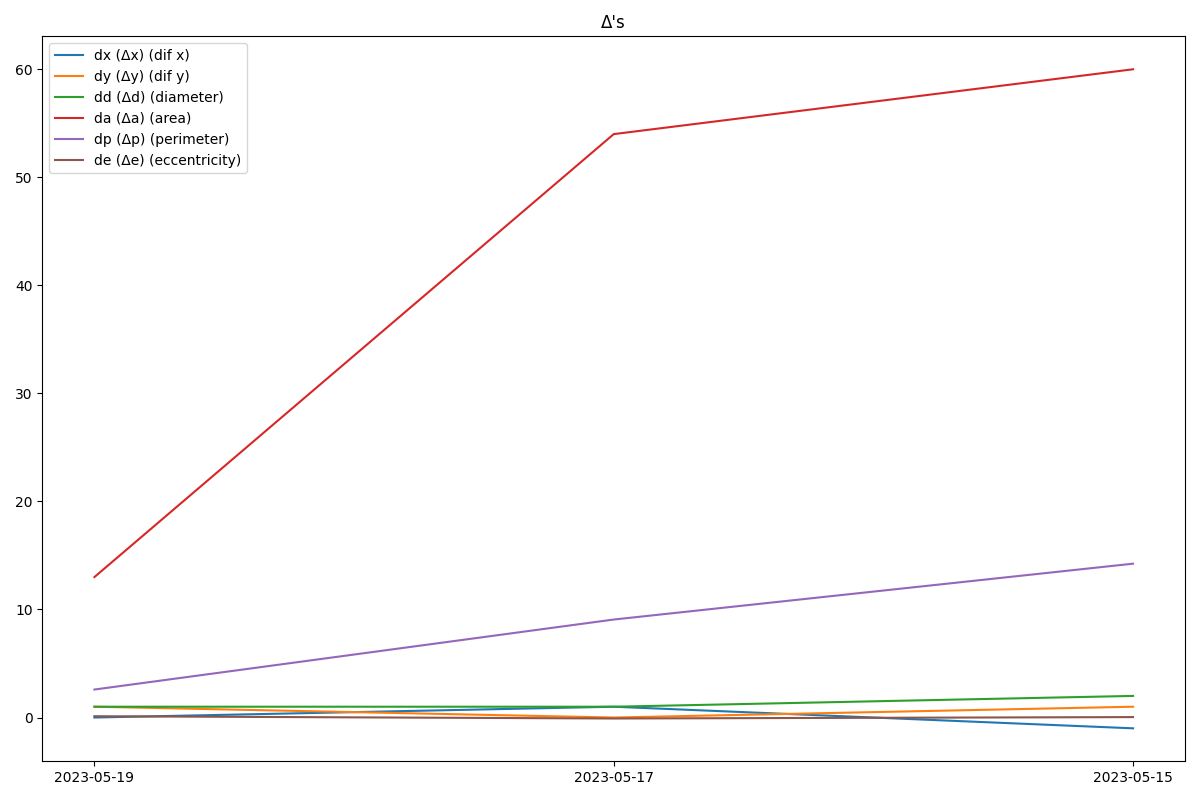 Δ's
dx (Δx) (dif x)
dy (Δy) (dif y)
dd (Δd) (diameter)
da (Δa) (area)
dp (Δp) (perimeter)
de (Δe) (eccentricity)
60
50
40
30
20
10
0
2023-05-19 2023-05-17 2023-05-15